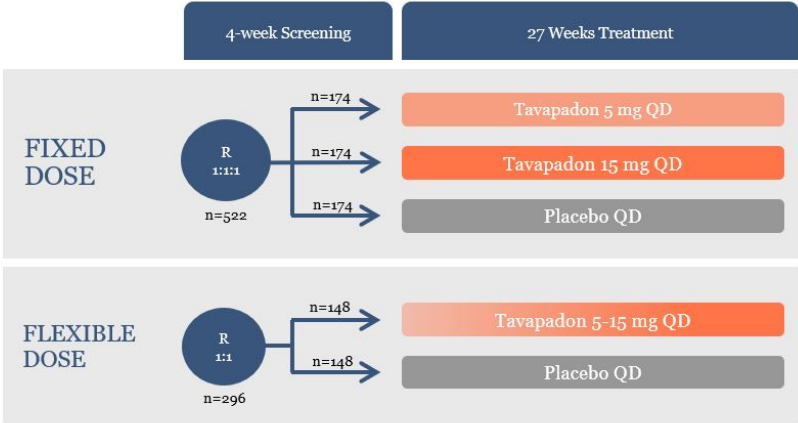 4-week Screening
27 Weeks Treatment
FIXED
DOSE
R
1:1:1
n=522
n=174
n=174
n=174
Tavapadon 5 mg QD
Tavapadon 15 mg QD
Placebo QD
FLEXIBLE
DOSE
R
1:1
n=296
n=148
n=148
Tavapadon 5-15 mg QD
Placebo QD